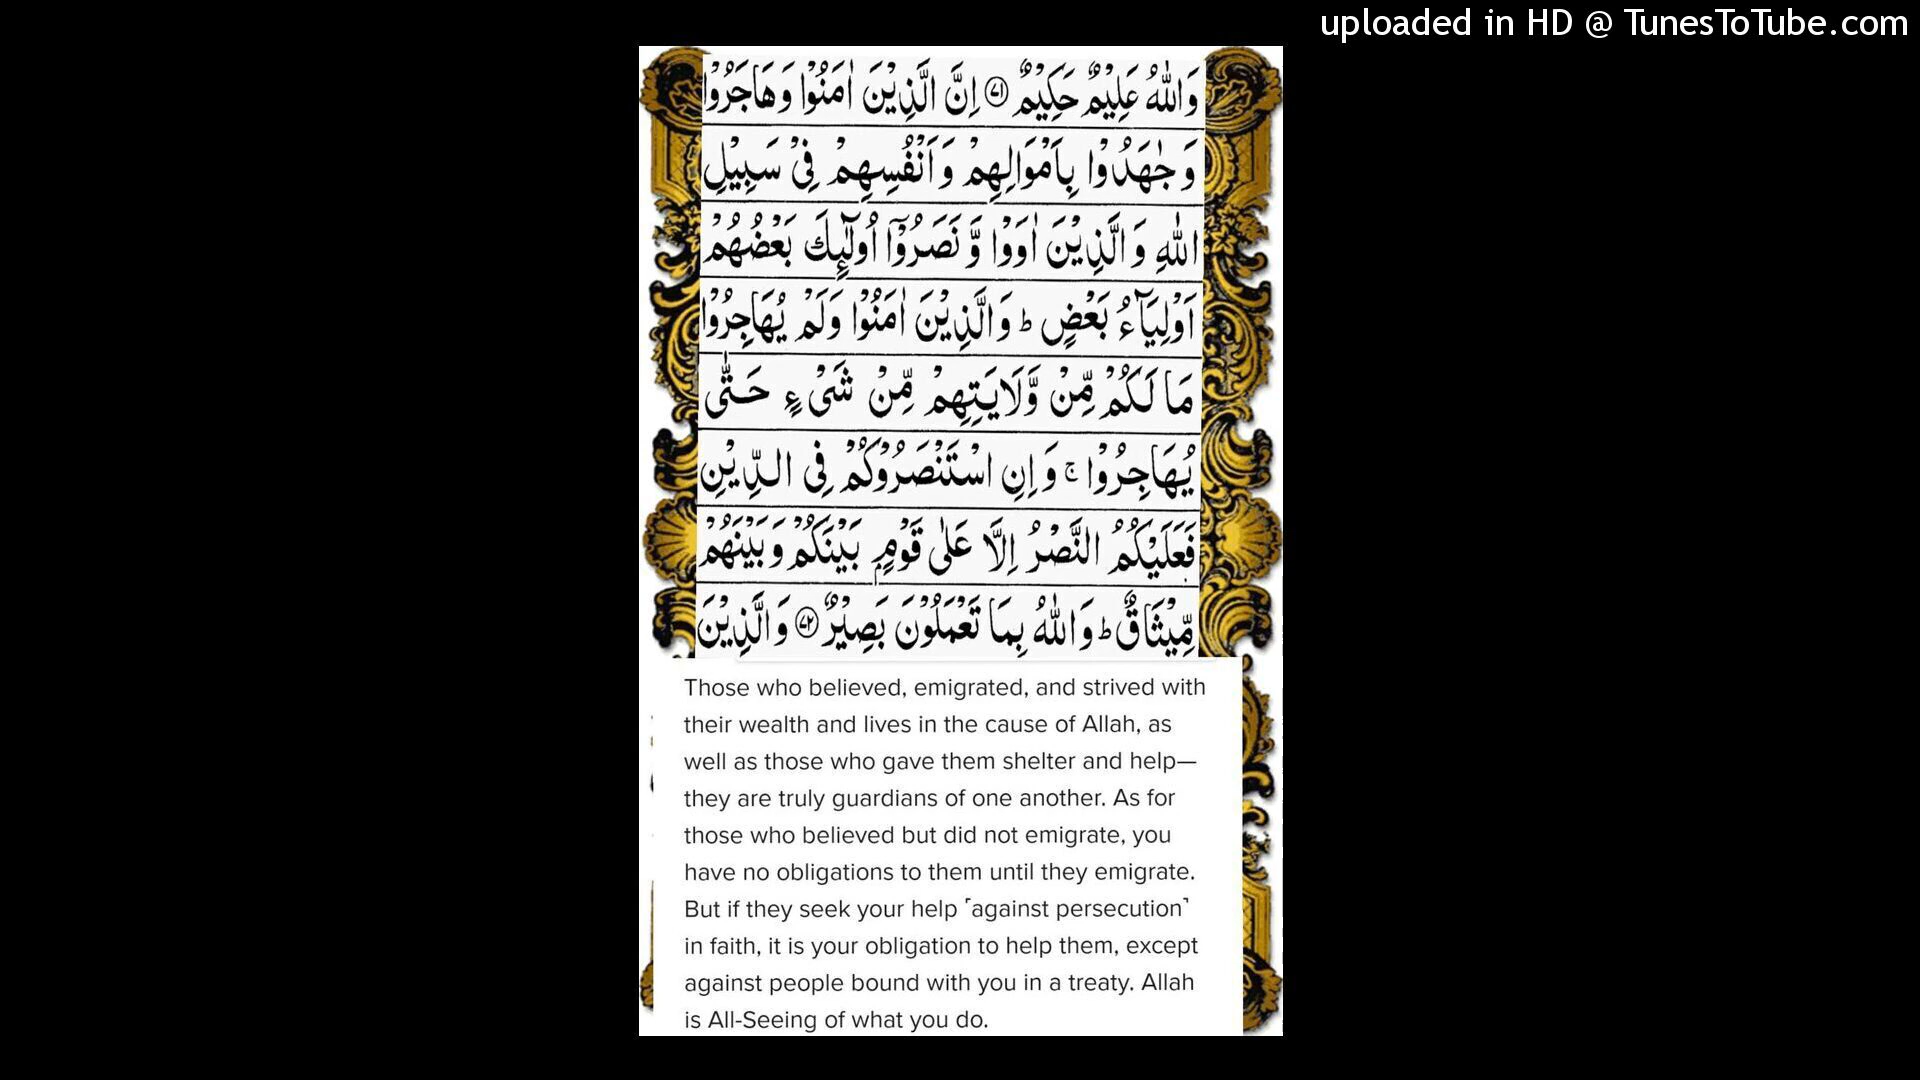 uploaded in HD @ TunesToTube.com
وَاللّٰهُ عَلِيْمٌ حَكِيْمٌ ﴿٧١﴾ اِنَّ الَّذِيْنَ اٰمَنُوْا وَهَاجَرُوْا
وَ جٰهَدُوْا بِاَمْوَالِهِمْ وَ اَنْفُسِهِمْ فِيْ سَبِيْلِ
اللّٰهِ وَ الَّذِيْنَ اٰوَوْا وَّ نَصَرُوْۤا اُولٰٓئِكَ بَعْضُهُمْ
اَوْلِيَآءُ بَعْضٍ ؕ وَ الَّذِيْنَ اٰمَنُوْا وَلَمْ يُهَاجِرُوْا
مَا لَكُمْ مِّنْ وَّلَايَتِهِمْ مِّنْ شَيْءٍ حَتّٰى
يُهَاجِرُوْا ۚ وَ اِنِ اسْتَنْصَرُوْكُمْ فِى الدِّيْنِ
فَعَلَيْكُمُ النَّصْرُ اِلَّا عَلٰى قَوْمٍۭ بَيْنَكُمْ وَ بَيْنَهُمْ
مِّيْثَاقٌ ؕ وَاللّٰهُ بِمَا تَعْمَلُوْنَ بَصِيْرٌ ﴿٧٢﴾ وَ الَّذِيْنَ
Those who believed, emigrated, and strived with
their wealth and lives in the cause of Allah, as
well as those who gave them shelter and help—
they are truly guardians of one another. As for
those who believed but did not emigrate, you
have no obligations to them until they emigrate.
But if they seek your help ˹against persecution˺
in faith, it is your obligation to help them, except
against people bound with you in a treaty. Allah
is All-Seeing of what you do.